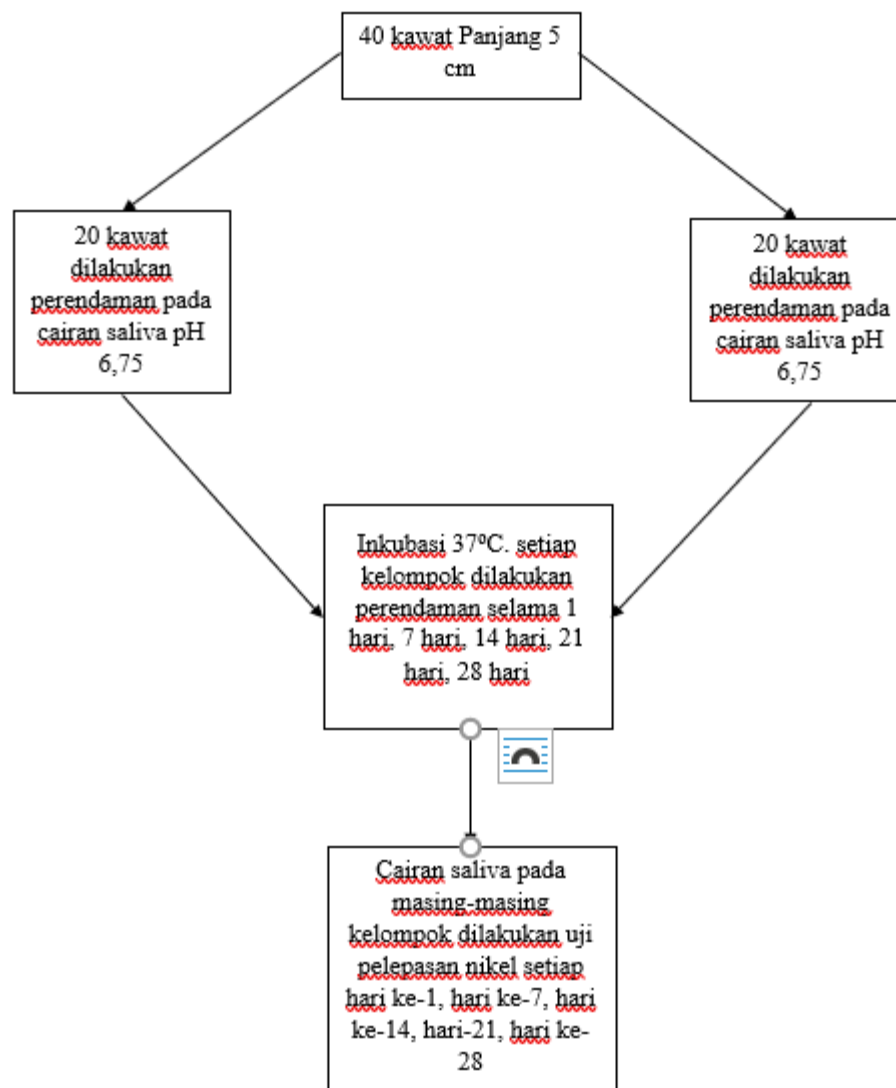 40 kawat Panjang 5
cm
20 kawat
dilakukan
perendaman pada
cairan saliva pH
6,75
20 kawat
dilakukan
perendaman pada
cairan saliva pH
6,75
Inkubasi 37⁰C. setiap
kelompok dilakukan
perendaman selama 1
hari, 7 hari, 14 hari, 21
hari, 28 hari
Cairan saliva pada
masing-masing
kelompok dilakukan uji
pelepasan nikel setiap
hari ke-1, hari ke-7, hari
ke-14, hari-21, hari ke-
28